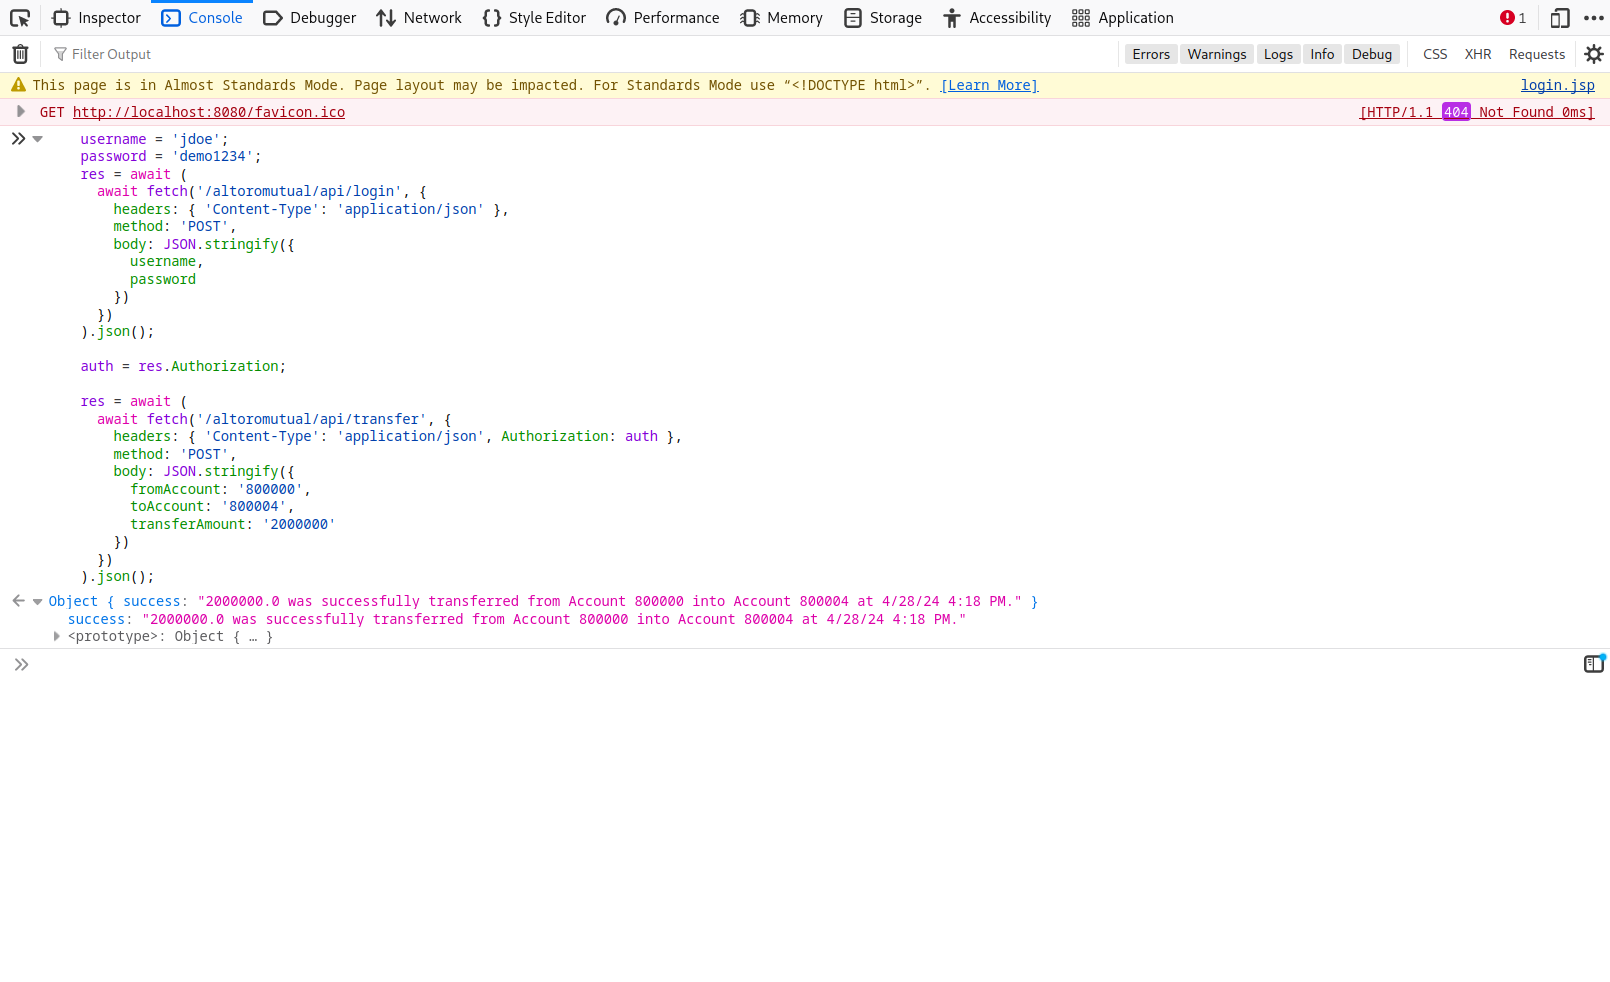 Inspector Console Debugger Network Style Editor Performance Memory Storage Accessibility Application 1
Filter Output Errors Warnings Logs Info Debug CSS XHR Requests
This page is in Almost Standards Mode. Page layout may be impacted. For Standards Mode use “<!DOCTYPE html>”. [Learn More] login.jsp
GET http://localhost:8080/favicon.ico [HTTP/1.1 404 Not Found 0ms]
username = 'jdoe';
password = 'demo1234';
res = await (
  await fetch('/altoromutual/api/login', {
    headers: { 'Content-Type': 'application/json' },
    method: 'POST',
    body: JSON.stringify({
      username,
      password
    })
  })
).json();
auth = res.Authorization;
res = await (
  await fetch('/altoromutual/api/transfer', {
    headers: { 'Content-Type': 'application/json', Authorization: auth },
    method: 'POST',
    body: JSON.stringify({
      fromAccount: '800000',
      toAccount: '800004',
      transferAmount: '2000000'
    })
  })
).json();
Object { success: "2000000.0 was successfully transferred from Account 800000 into Account 800004 at 4/28/24 4:18 PM." }
success: "2000000.0 was successfully transferred from Account 800000 into Account 800004 at 4/28/24 4:18 PM."
<prototype>: Object { … }